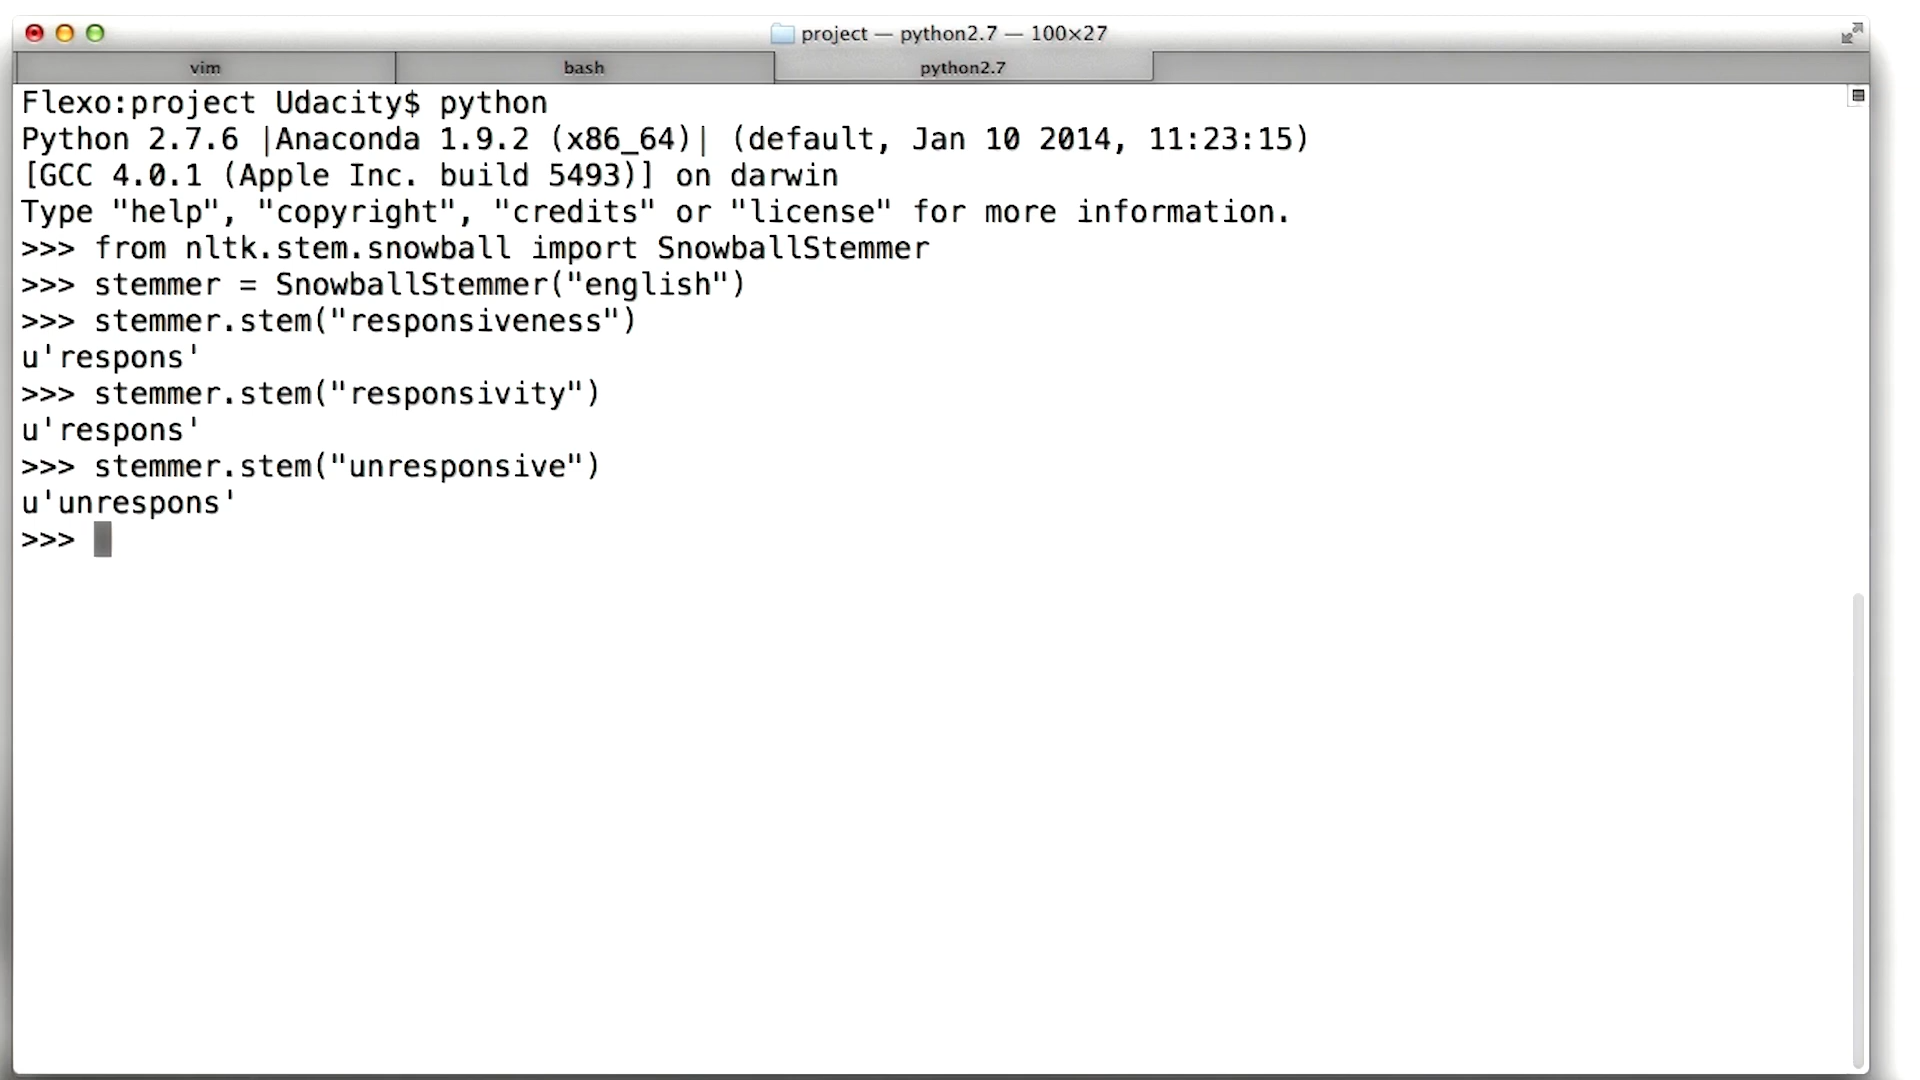 project — python2.7 — 100×27
vim bash python2.7
Flexo:project Udacity$ python
Python 2.7.6 |Anaconda 1.9.2 (x86_64)| (default, Jan 10 2014, 11:23:15)
[GCC 4.0.1 (Apple Inc. build 5493)] on darwin
Type "help", "copyright", "credits" or "license" for more information.
>>> from nltk.stem.snowball import SnowballStemmer
>>> stemmer = SnowballStemmer("english")
>>> stemmer.stem("responsiveness")
u'respons'
>>> stemmer.stem("responsivity")
u'respons'
>>> stemmer.stem("unresponsive")
u'unrespons'
>>>